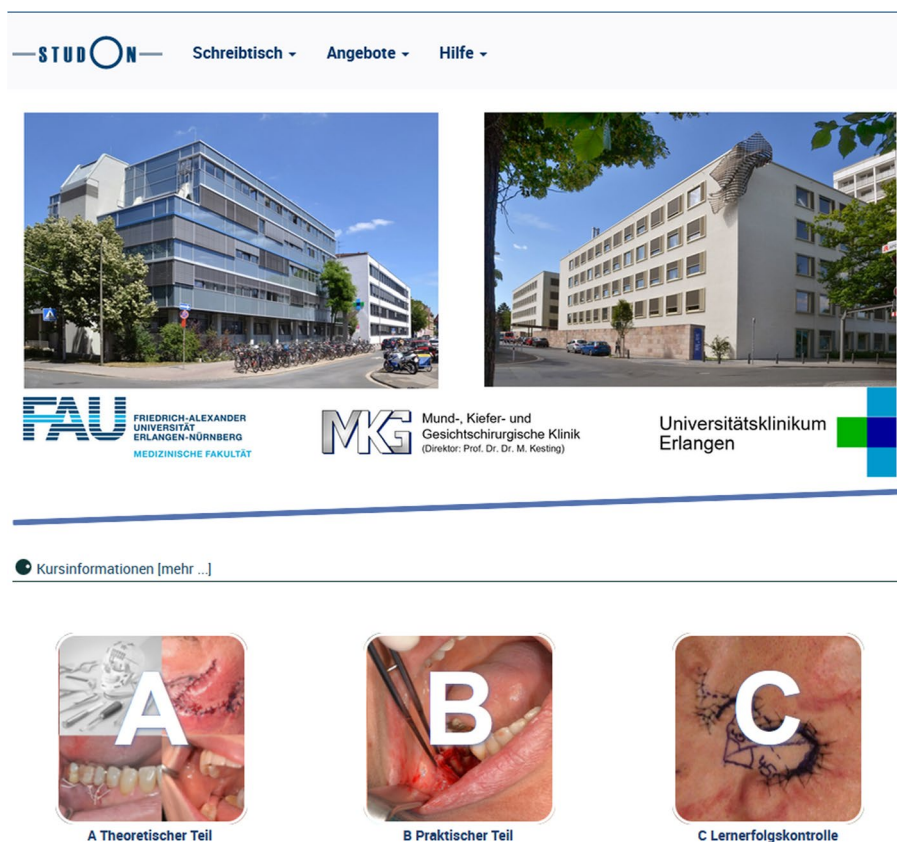 STUDON
Schreibtisch
Angebote
Hilfe
FAU
FRIEDRICH-ALEXANDER
UNIVERSITÄT
ERLANGEN-NÜRNBERG
MEDIZINISCHE FAKULTÄT
MKG
Mund-, Kiefer- und
Gesichtschirurgische Klinik
(Direktor: Prof. Dr. Dr. M. Kesting)
Universitätsklinikum
Erlangen
Kursinformationen [mehr ...]
A
B
C
A Theoretischer Teil
B Praktischer Teil
C Lernerfolgskontrolle